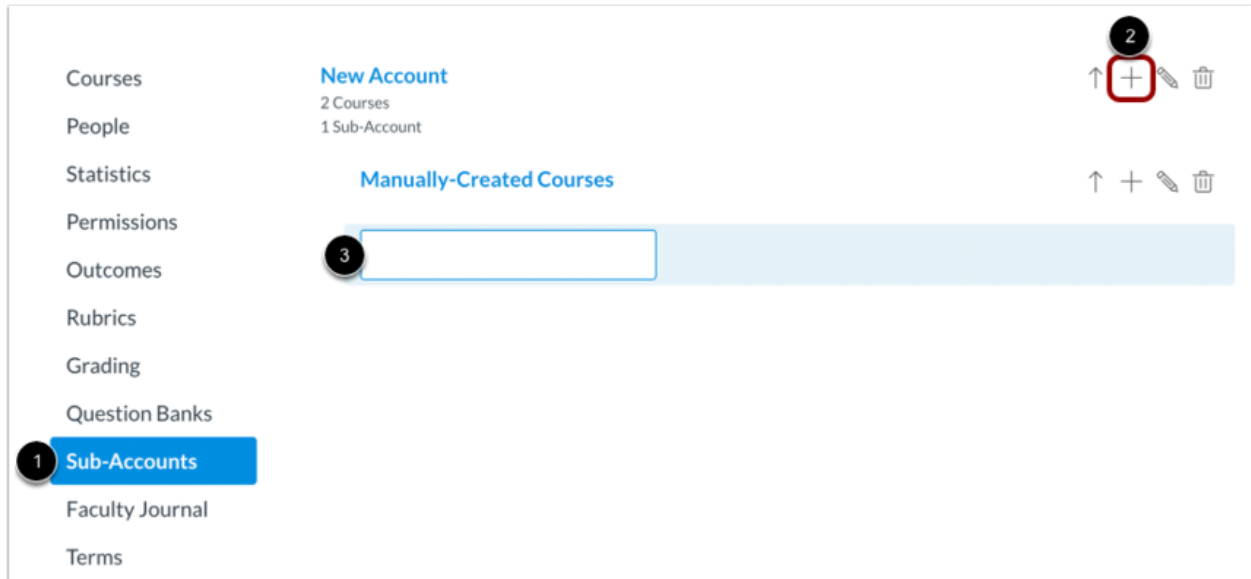 2
Courses
People
Statistics
Permissions
Outcomes
Rubrics
Grading
Question Banks
1 Sub-Accounts
Faculty Journal
Terms
New Account
2 Courses
1 Sub-Account
Manually-Created Courses
3